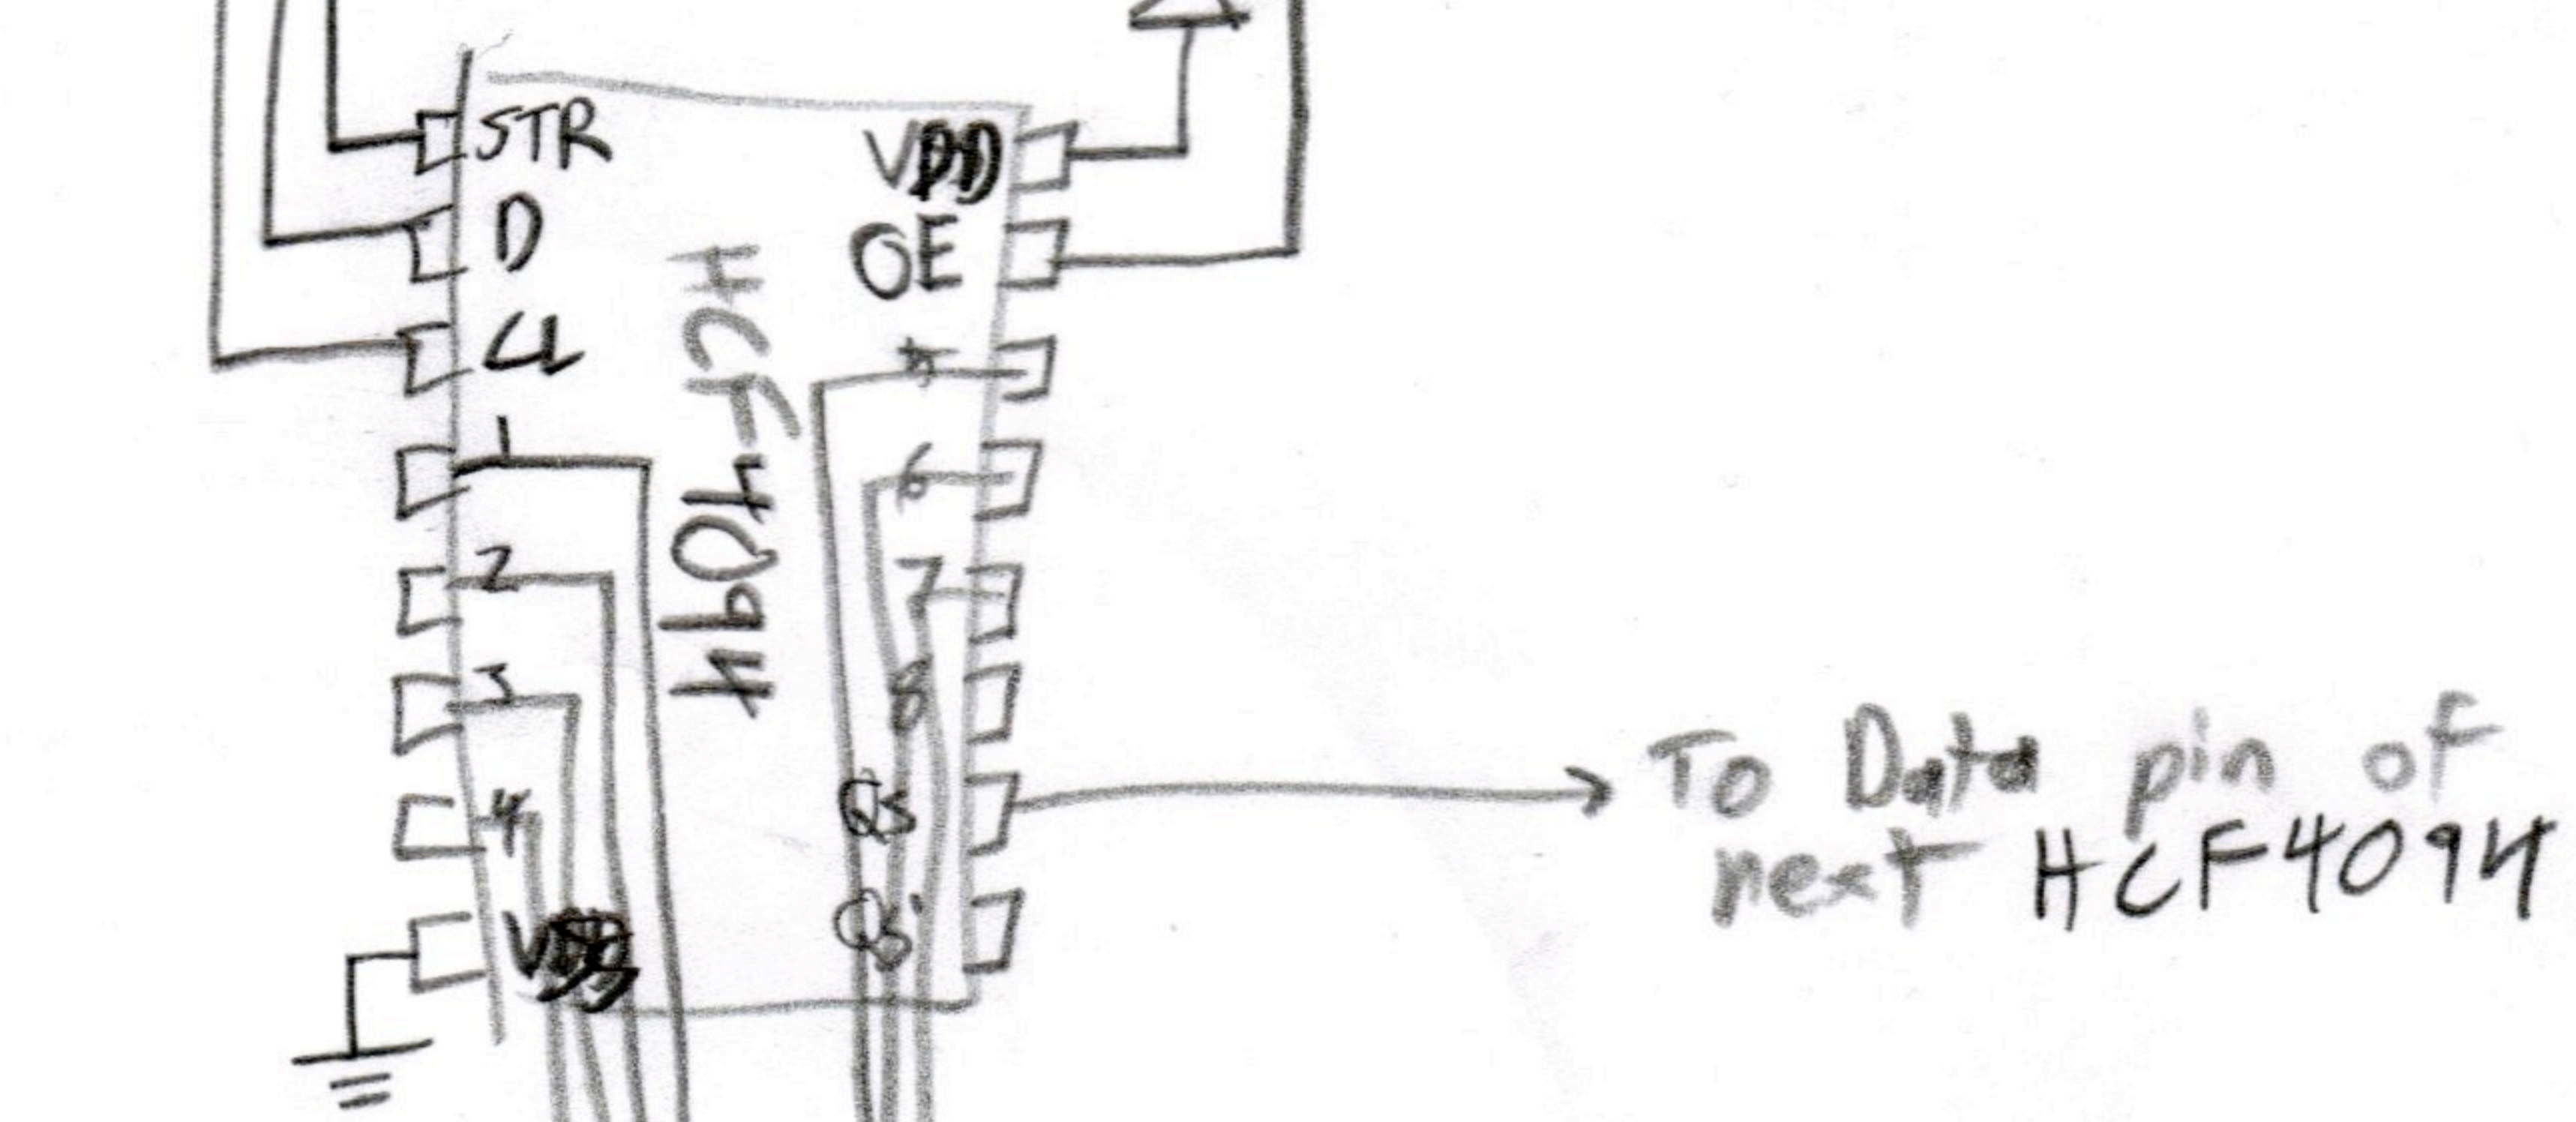 STR
D
CL
1
2
3
4
VSS
HCF4094
VDD
OE
5
6
7
8
Qs
Qs'
To Data pin of
next HCF4094